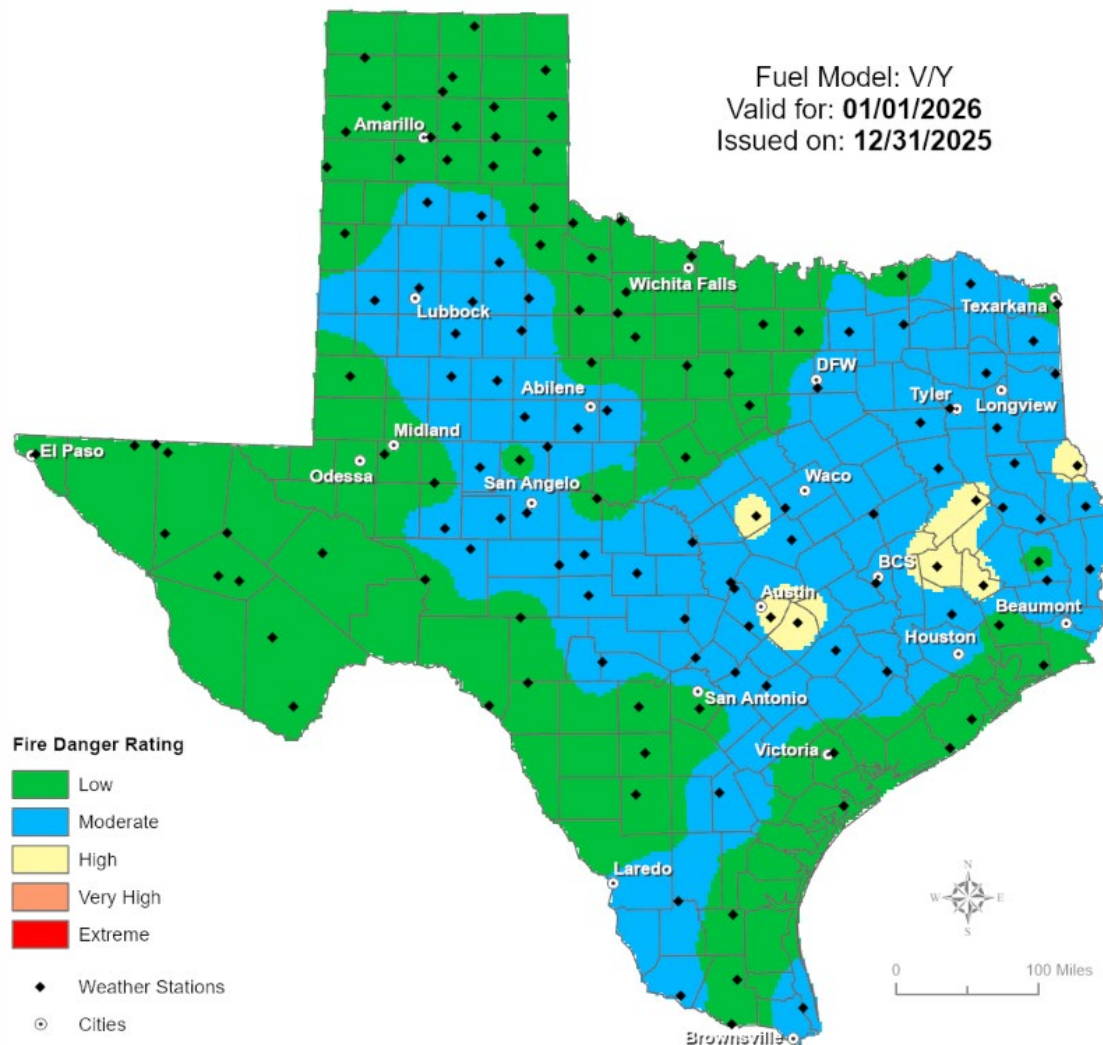 Fuel Model: V/Y
Valid for: 01/01/2026
Issued on: 12/31/2025
Amarillo
Wichita Falls
Texarkana
Lubbock
DFW
Abilene
Tyler
Longview
El Paso
Midland
Odessa
San Angelo
Waco
BCS
Austin
Beaumont
Houston
San Antonio
Victoria
Laredo
Brownsville
Fire Danger Rating
Low
Moderate
High
Very High
Extreme
Weather Stations
Cities
N
W E
S
0 100 Miles